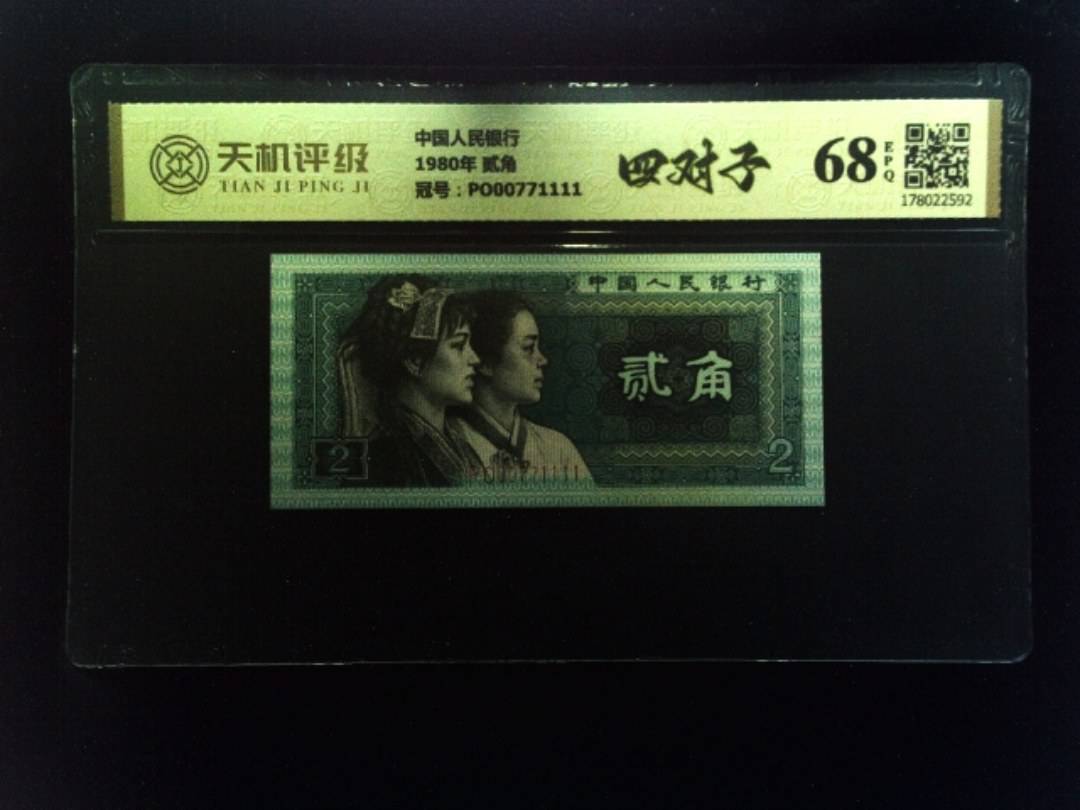 天机评级
TIAN JI PING JI
中国人民银行
1980年 贰角
冠号：PO00771111
四对子
68
EPQ
178022592
中国人民银行
贰角
2
2
PO00771111